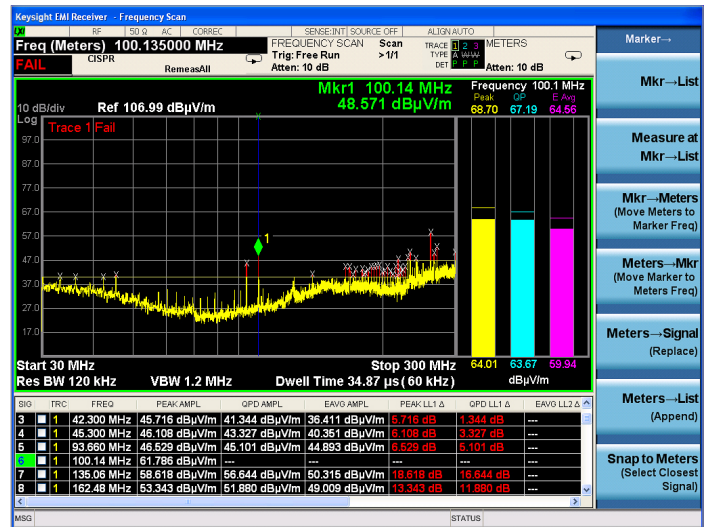 Keysight EMI Receiver - Frequency Scan
LXI RF 50 Ω AC CORREC SENSE:INT SOURCE OFF ALIGN AUTO
Freq (Meters) 100.135000 MHz FREQUENCY SCAN Scan TRACE 1 2 3 METERS
CISPR Trig: Free Run >1/1 TYPE A W W
FAIL RemeasAll Atten: 10 dB DET P P P Atten: 10 dB
Mkr1 100.14 MHz
48.571 dBµV/m
Frequency 100.1 MHz
Peak QP E Avg
68.70 67.19 64.56
10 dB/div Ref 106.99 dBµV/m
Log
Trace 1 Fail
97.0
87.0
77.0
67.0
57.0
47.0
37.0
27.0
17.0
1
Start 30 MHz Stop 300 MHz
Res BW 120 kHz VBW 1.2 MHz Dwell Time 34.87 µs (60 kHz)
64.01 63.67 59.94
dBµV/m
SIG TRC FREQ PEAK AMPL QPD AMPL EAVG AMPL PEAK LL1 Δ QPD LL1 Δ EAVG LL2 Δ
3 1 42.300 MHz 45.716 dBµV/m 41.344 dBµV/m 36.411 dBµV/m 5.716 dB 1.344 dB ---
4 1 45.300 MHz 46.108 dBµV/m 43.327 dBµV/m 40.351 dBµV/m 6.108 dB 3.327 dB ---
5 1 93.660 MHz 46.529 dBµV/m 45.101 dBµV/m 44.893 dBµV/m 6.529 dB 5.101 dB ---
6 1 100.14 MHz 61.786 dBµV/m --- --- --- --- ---
7 1 135.06 MHz 58.618 dBµV/m 56.644 dBµV/m 50.315 dBµV/m 18.618 dB 16.644 dB ---
8 1 162.48 MHz 53.343 dBµV/m 51.880 dBµV/m 49.009 dBµV/m 13.343 dB 11.880 dB ---
MSG STATUS
Marker→
Mkr→List
Measure at
Mkr→List
Mkr→Meters
(Move Meters to
Marker Freq)
Meters→Mkr
(Move Marker to
Meters Freq)
Meters→Signal
(Replace)
Meters→List
(Append)
Snap to Meters
(Select Closest
Signal)